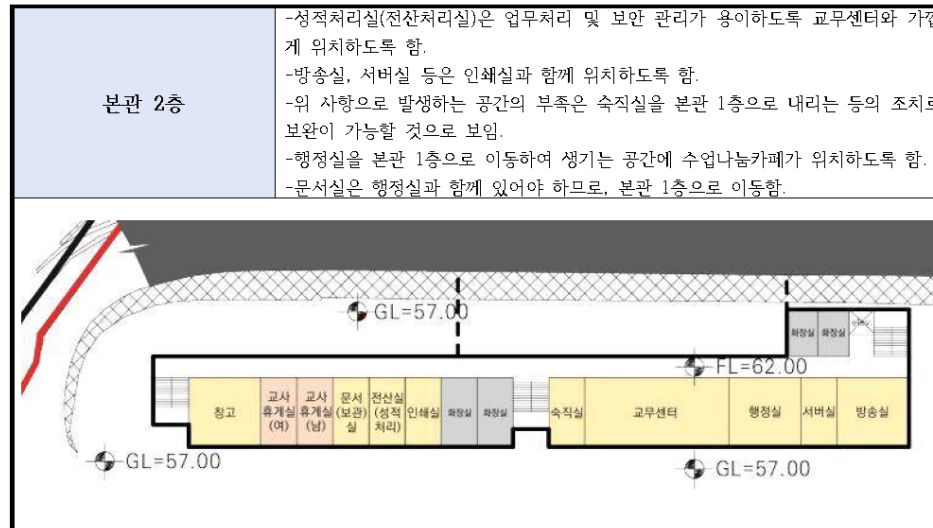 -성적처리실(전산처리실)은 업무처리 및 보안 관리가 용이하도록 교무센터와 가깝
게 위치하도록 함.
-방송실, 서버실 등은 인쇄실과 함께 위치하도록 함.
본관 2층
-위 사항으로 발생하는 공간의 부족은 숙직실을 본관 1층으로 내리는 등의 조치로
보완이 가능할 것으로 보임.
-행정실을 본관 1층으로 이동하여 생기는 공간에 수업나눔카페가 위치하도록 함.
-문서실은 행정실과 함께 있어야 하므로, 본관 1층으로 이동함.
GL=57.00
화장실 화장실 elev
FL=62.00
창고
교사
휴게실
(여)
교사
휴게실
(남)
문서
(보관)
실
전산실
(성적
처리)
인쇄실
화장실
화장실
숙직실
교무센터
행정실
서버실
방송실
GL=57.00
GL=57.00